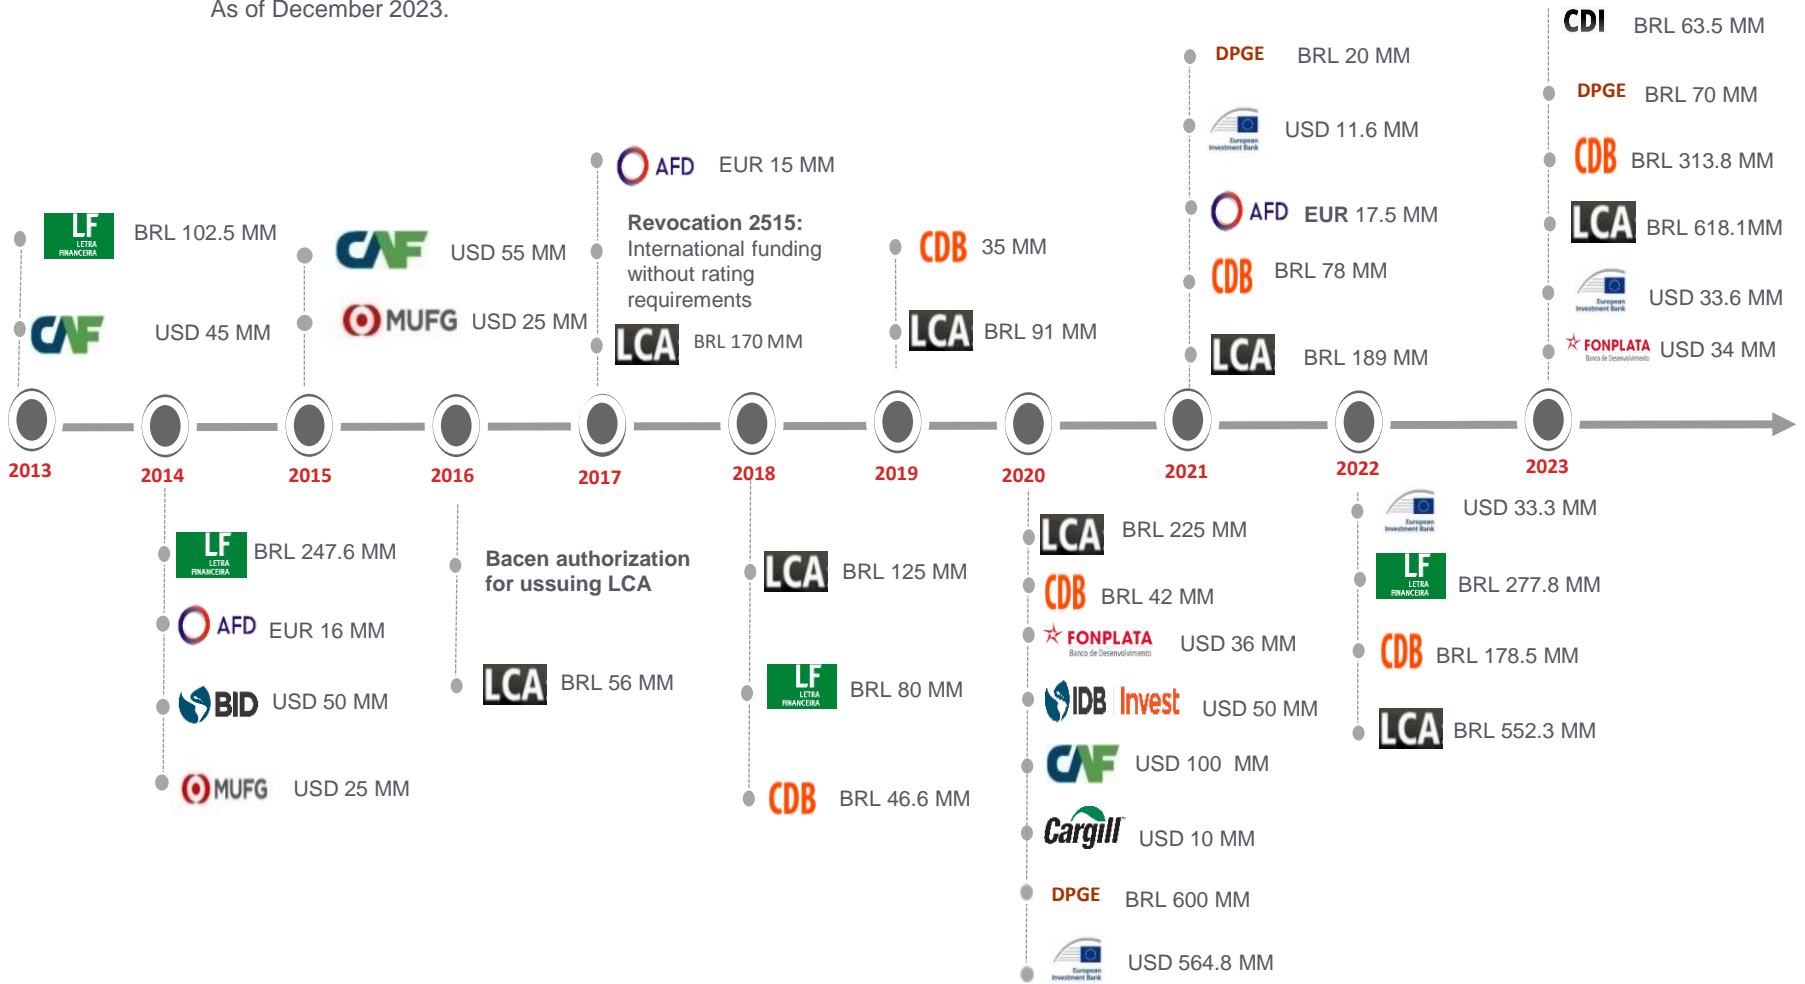 As of December 2023.
LF
LETRA
FINANCEIRA
BRL 102.5 MM
CAF
USD 45 MM
2013
2014
LF
LETRA
FINANCEIRA
BRL 247.6 MM
AFD
EUR 16 MM
BID
USD 50 MM
MUFG
USD 25 MM
CAF
USD 55 MM
MUFG
USD 25 MM
2015
2016
Bacen authorization
for ussuing LCA
LCA
BRL 56 MM
AFD
EUR 15 MM
Revocation 2515:
International funding
without rating
requirements
LCA
BRL 170 MM
2017
2018
LCA
BRL 125 MM
LF
LETRA
FINANCEIRA
BRL 80 MM
CDB
BRL 46.6 MM
CDB
35 MM
LCA
BRL 91 MM
2019
2020
LCA
BRL 225 MM
CDB
BRL 42 MM
FONPLATA
Banco de Desenvolvimento
USD 36 MM
IDB Invest
USD 50 MM
CAF
USD 100 MM
Cargill
USD 10 MM
DPGE
BRL 600 MM
European
Investment Bank
USD 564.8 MM
DPGE
BRL 20 MM
European
Investment Bank
USD 11.6 MM
AFD
EUR 17.5 MM
CDB
BRL 78 MM
LCA
BRL 189 MM
2021
2022
European
Investment Bank
USD 33.3 MM
LF
LETRA
FINANCEIRA
BRL 277.8 MM
CDB
BRL 178.5 MM
LCA
BRL 552.3 MM
CDI
BRL 63.5 MM
DPGE
BRL 70 MM
CDB
BRL 313.8 MM
LCA
BRL 618.1MM
European
Investment Bank
USD 33.6 MM
FONPLATA
Banco de Desenvolvimento
USD 34 MM
2023